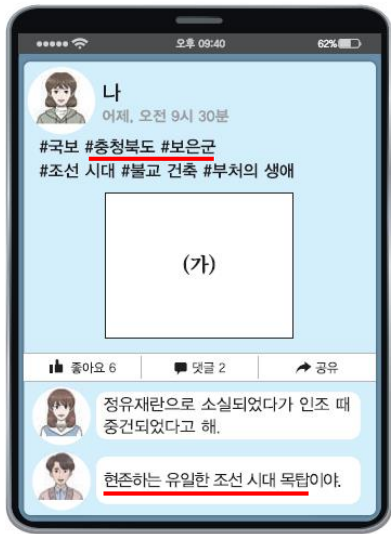 오후 09:40 62%
나
어제, 오전 9시 30분
#국보 #충청북도 #보은군
#조선 시대 #불교 건축 #부처의 생애
(가)
좋아요 6 댓글 2 공유
정유재란으로 소실되었다가 인조 때
중건되었다고 해.
현존하는 유일한 조선 시대 목탑이야.